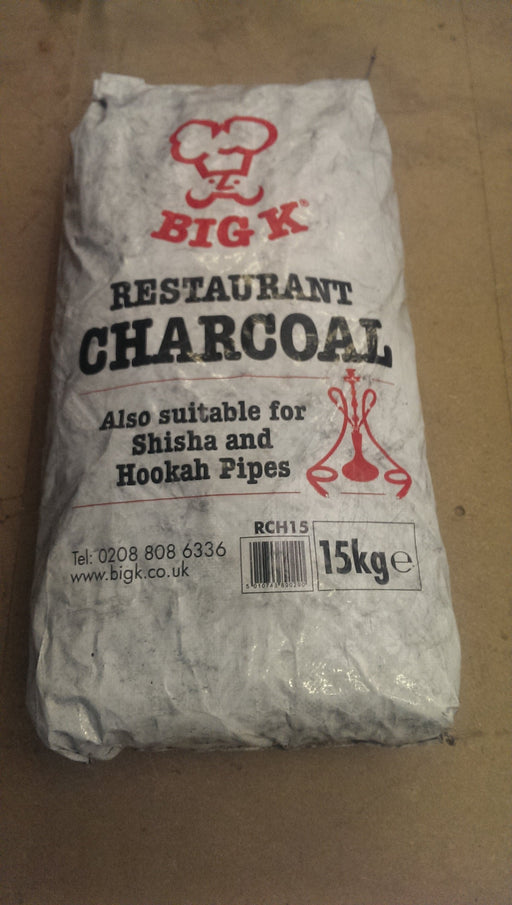 BIG K®
RESTAURANT
CHARCOAL
Also suitable for
Shisha and
Hookah Pipes
RCH15
Tel: 0208 808 6336
www.bigk.co.uk
15kg e